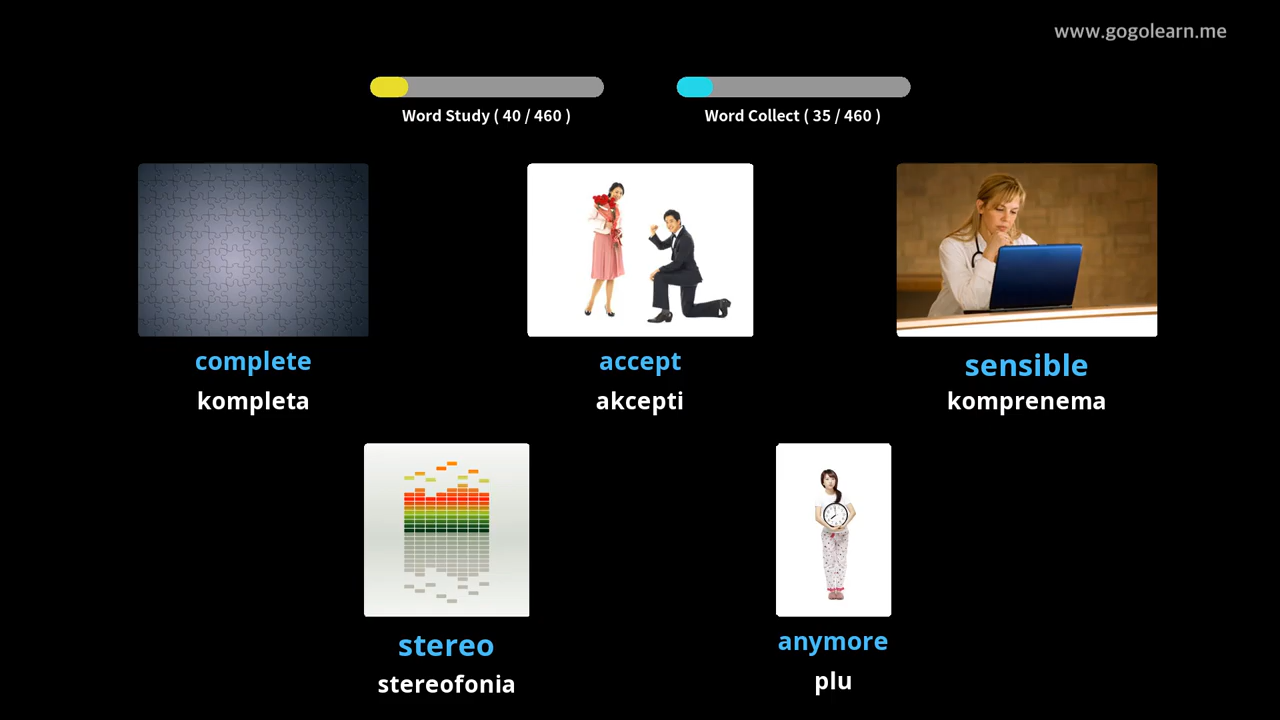 www.gogolearn.me
Word Study ( 40 / 460 )
Word Collect ( 35 / 460 )
complete
kompleta
accept
akcepti
sensible
komprenema
stereo
stereofonia
anymore
plu